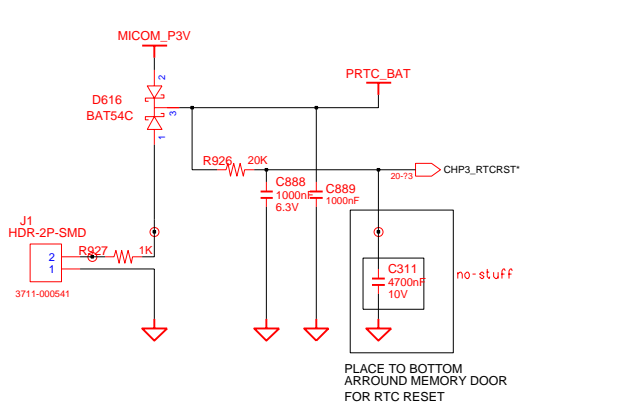 MICOM_P3V
PRTC_BAT
2
D616
BAT54C
3
1
R926 20K
CHP3_RTCRST*
20-?3
C888
1000nF
6.3V
C889
1000nF
J1
HDR-2P-SMD
R927 1K
2
1
3711-000541
C311
4700nF
10V
no-stuff
PLACE TO BOTTOM
ARROUND MEMORY DOOR
FOR RTC RESET